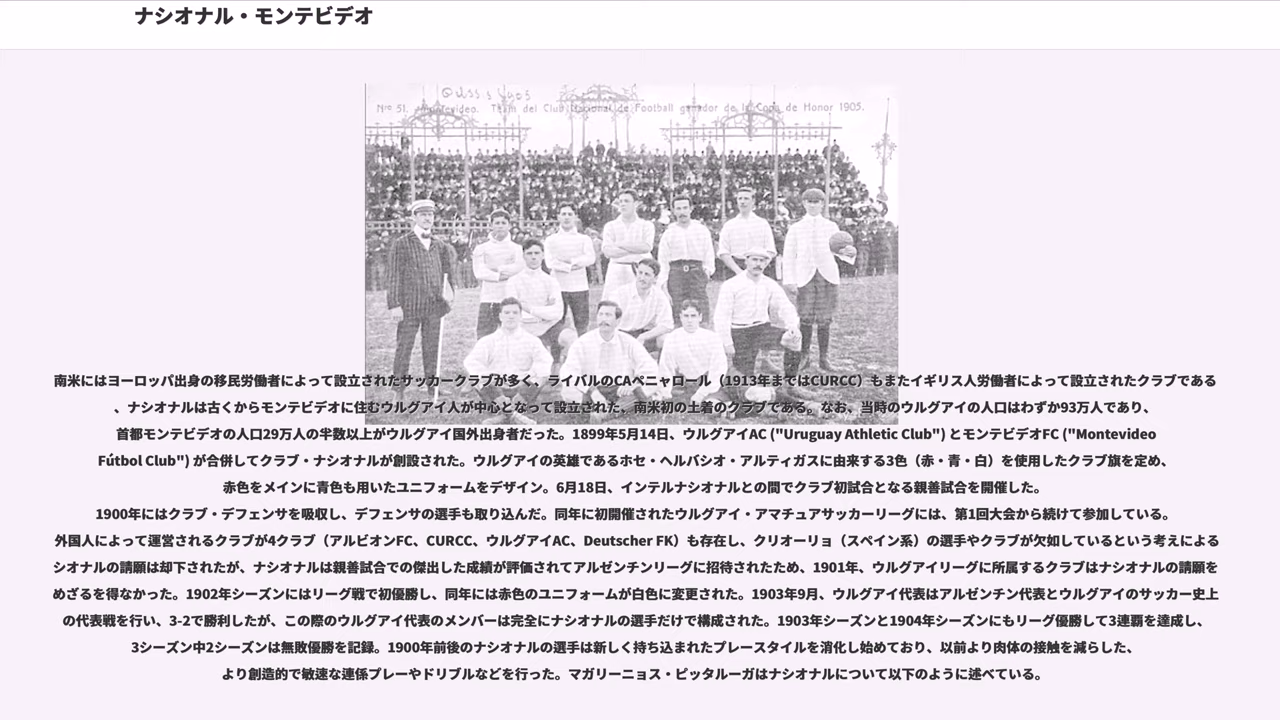 ナシオナル・モンテビデオ
Nº 51. Montevideo. Team del Club Nacional de Football ganador de la Copa de Honor 1905.
南米にはヨーロッパ出身の移民労働者によって設立されたサッカークラブが多く、ライバルのCAペニャロール（1913年まではCURCC）もまたイギリス人労働者によって設立されたクラブである
、ナシオナルは古くからモンテビデオに住むウルグアイ人が中心となって設立された、南米初の土着のクラブである。なお、当時のウルグアイの人口はわずか93万人であり、
首都モンテビデオの人口29万人の半数以上がウルグアイ国外出身者だった。1899年5月14日、ウルグアイAC ("Uruguay Athletic Club") とモンテビデオFC ("Montevideo
Fútbol Club") が合併してクラブ・ナシオナルが創設された。ウルグアイの英雄であるホセ・ヘルバシオ・アルティガスに由来する3色（赤・青・白）を使用したクラブ旗を定め、
赤色をメインに青色も用いたユニフォームをデザイン。6月18日、インテルナシオナルとの間でクラブ初試合となる親善試合を開催した。
1900年にはクラブ・デフェンサを吸収し、デフェンサの選手も取り込んだ。同年に初開催されたウルグアイ・アマチュアサッカーリーグには、第1回大会から続けて参加している。
外国人によって運営されるクラブが4クラブ（アルビオンFC、CURCC、ウルグアイAC、Deutscher FK）も存在し、クリオーリョ（スペイン系）の選手やクラブが欠如しているという考えによる
シオナルの請願は却下されたが、ナシオナルは親善試合での傑出した成績が評価されてアルゼンチンリーグに招待されたため、1901年、ウルグアイリーグに所属するクラブはナシオナルの請願を
めざるを得なかった。1902年シーズンにはリーグ戦で初優勝し、同年には赤色のユニフォームが白色に変更された。1903年9月、ウルグアイ代表はアルゼンチン代表とウルグアイのサッカー史上
の代表戦を行い、3-2で勝利したが、この際のウルグアイ代表のメンバーは完全にナシオナルの選手だけで構成された。1903年シーズンと1904年シーズンにもリーグ優勝して3連覇を達成し、
3シーズン中2シーズンは無敗優勝を記録。1900年前後のナシオナルの選手は新しく持ち込まれたプレースタイルを消化し始めており、以前より肉体の接触を減らした、
より創造的で敏速な連係プレーやドリブルなどを行った。マガリーニョス・ピッタルーガはナシオナルについて以下のように述べている。